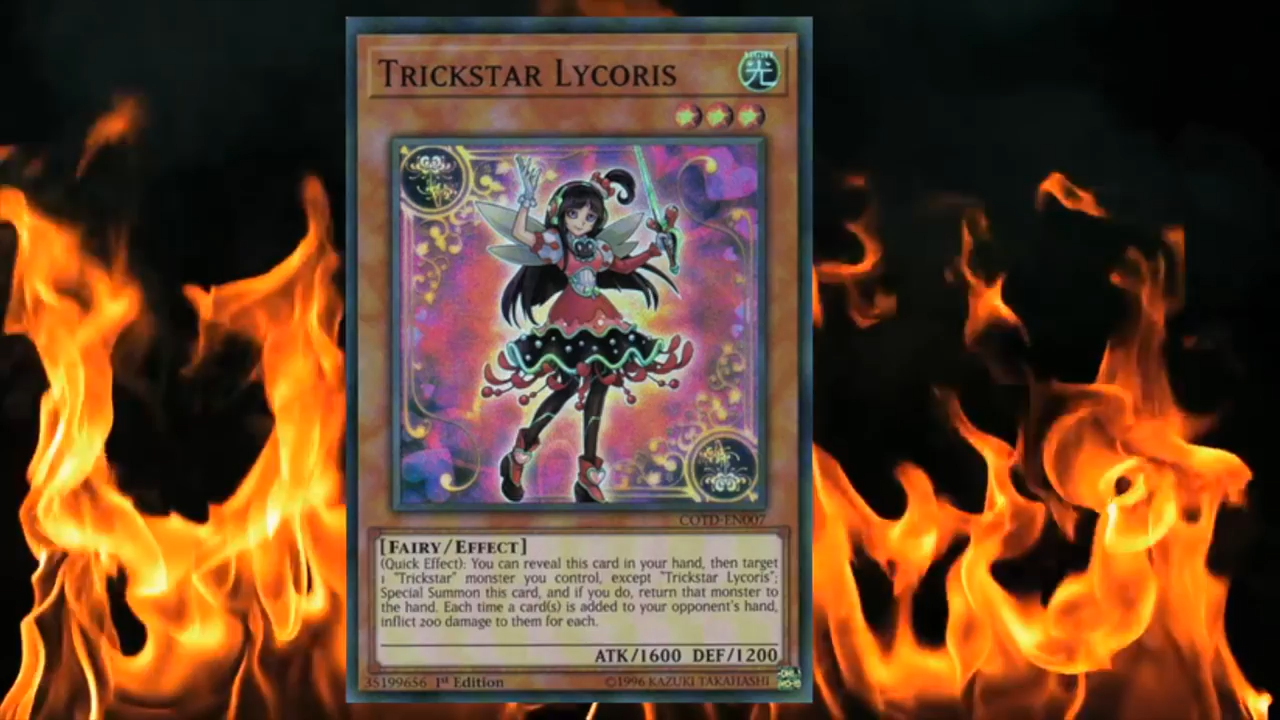 TRICKSTAR LYCORIS
光
COTD-EN007
[FAIRY/EFFECT]
(Quick Effect): You can reveal this card in your hand, then target
1 "Trickstar" monster you control, except "Trickstar Lycoris";
Special Summon this card, and if you do, return that monster to
the hand. Each time a card(s) is added to your opponent's hand,
inflict 200 damage to them for each.
ATK/1600 DEF/1200
35199656 1st Edition ©1996 KAZUKI TAKAHASHI